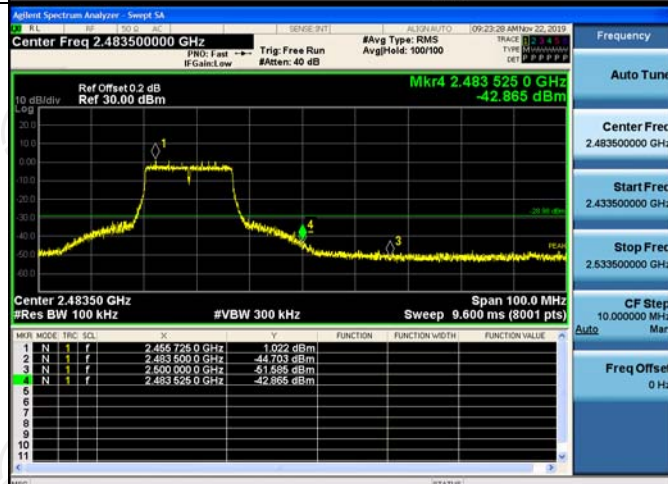 Agilent Spectrum Analyzer - Swept SA
RL RF 50 Ω AC SENSE:INT ALIGN AUTO 09:23:28 AM Nov 22, 2019
Center Freq 2.483500000 GHz #Avg Type: RMS TRACE 1 2 3 4 5 6
PNO: Fast Trig: Free Run Avg|Hold: 100/100 TYPE
IFGain:Low #Atten: 40 dB DET P P P P P P
Ref Offset 0.2 dB Mkr4 2.483 525 0 GHz
10 dB/div Ref 30.00 dBm -42.865 dBm
Log
20.0
10.0
0.00
-10.0
-20.0
-30.0
-40.0
-50.0
-60.0
1
4
3
PEAK
Center 2.48350 GHz Span 100.0 MHz
#Res BW 100 kHz #VBW 300 kHz Sweep 9.600 ms (8001 pts)
MKR MODE TRC SCL X Y FUNCTION FUNCTION WIDTH FUNCTION VALUE
1 N 1 f 2.455 725 0 GHz 1.022 dBm
2 N 1 f 2.483 500 0 GHz -44.703 dBm
3 N 1 f 2.500 000 0 GHz -51.585 dBm
4 N 1 f 2.483 525 0 GHz -42.865 dBm
5
6
7
8
9
10
11
MSG STATUS
Frequency
Auto Tune
Center Freq
2.483500000 GHz
Start Freq
2.433500000 GHz
Stop Freq
2.533500000 GHz
CF Step
10.000000 MHz
Auto Man
Freq Offset
0 Hz